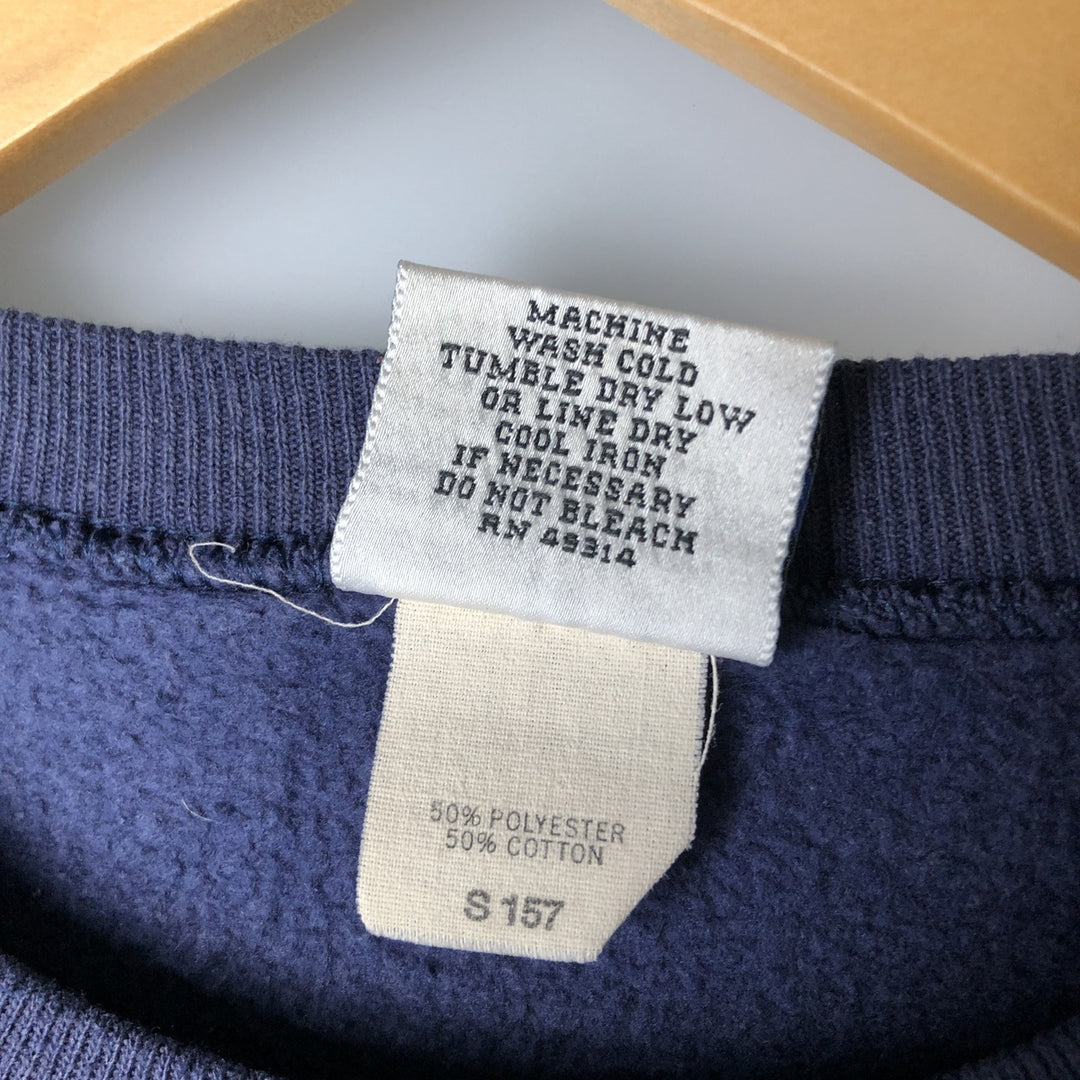 MACHINE
WASH COLD
TUMBLE DRY LOW
OR LINE DRY
COOL IRON
IF NECESSARY
DO NOT BLEACH
RN 49314
50% POLYESTER
50% COTTON
S 157